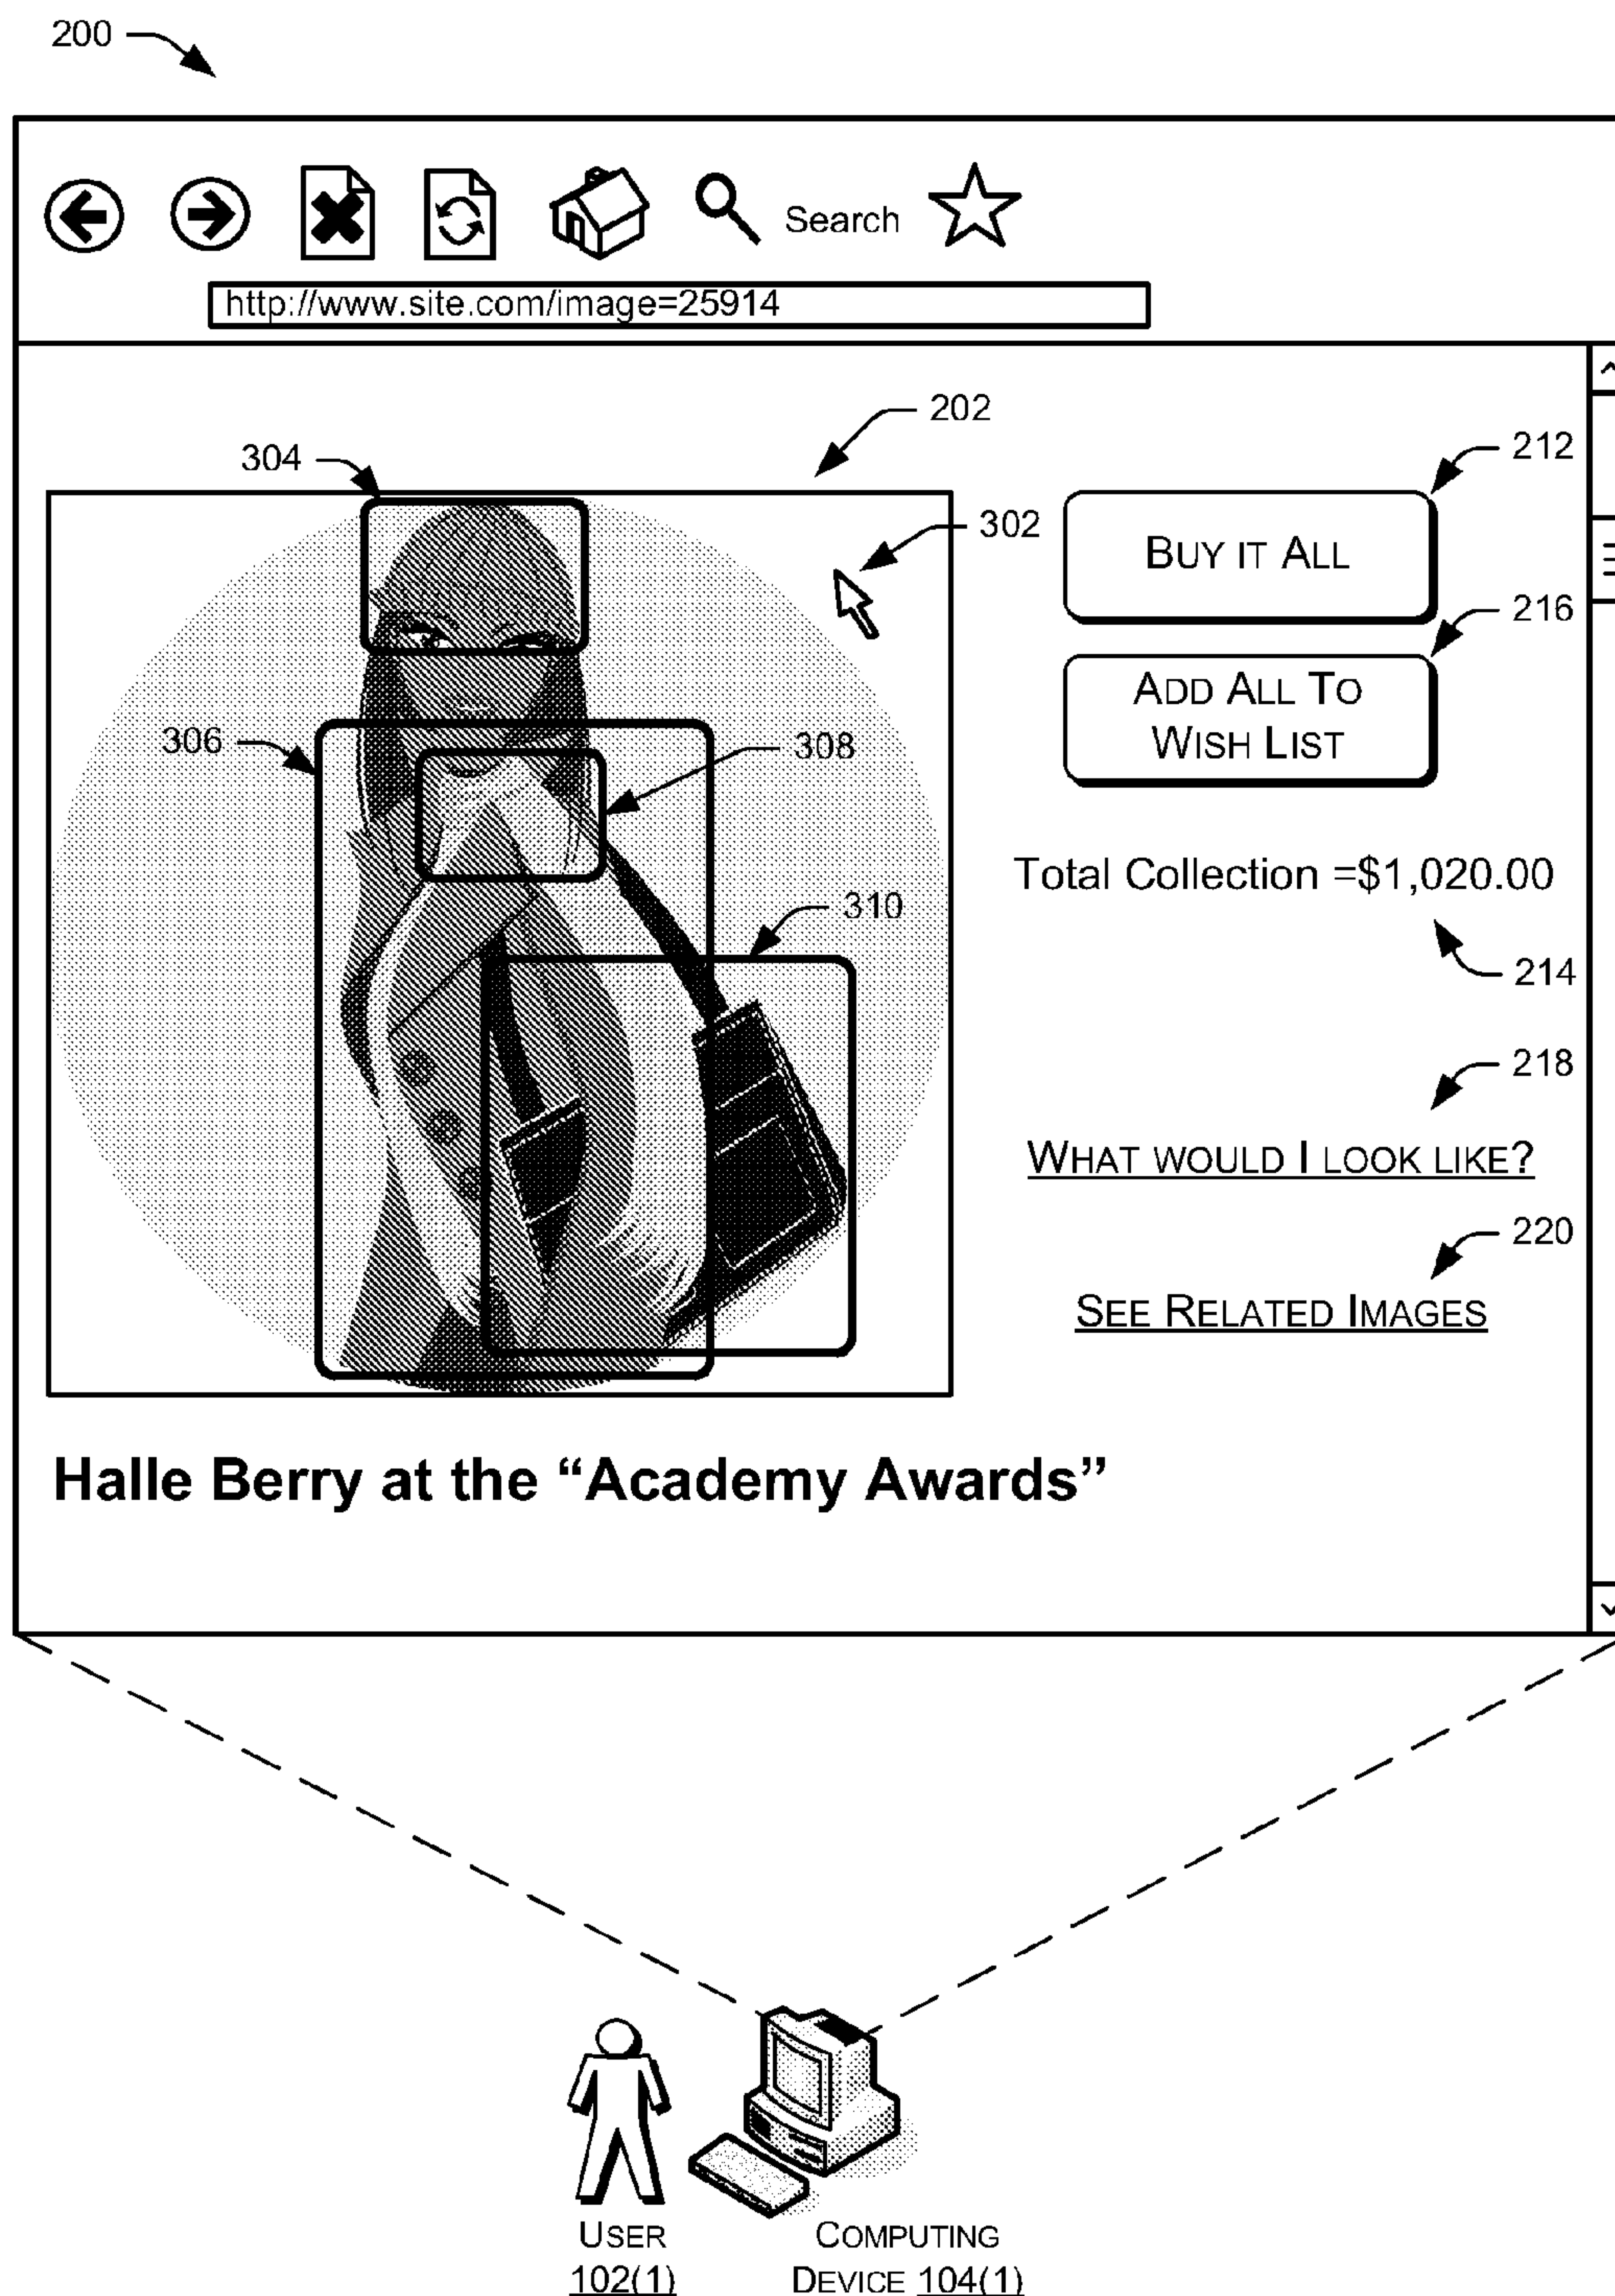 200
Search
http://www.site.com/image=25914
202
304
212
302
BUY IT ALL
216
ADD ALL TO
WISH LIST
306
308
Total Collection =$1,020.00
310
214
218
WHAT WOULD I LOOK LIKE?
220
SEE RELATED IMAGES
Halle Berry at the “Academy Awards”
USER
102(1)
COMPUTING
DEVICE 104(1)